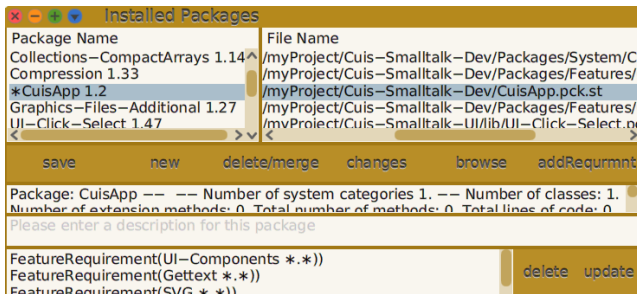 Installed Packages
Package Name
File Name
Collections−CompactArrays 1.14
/myProject/Cuis−Smalltalk−Dev/Packages/System/C
Compression 1.33
/myProject/Cuis−Smalltalk−Dev/Packages/Features/
∗CuisApp 1.2
/myProject/Cuis−Smalltalk−Dev/CuisApp.pck.st
Graphics−Files−Additional 1.27
/myProject/Cuis−Smalltalk−Dev/Packages/Features/
UI−Click−Select 1.47
/myProject/Cuis−Smalltalk−UI/lib/UI−Click−Select.p
save new delete/merge changes browse addRequrmnt
Package: CuisApp −− −− Number of system categories 1. −− Number of classes: 1.
Number of extension methods: 0. Total number of methods: 0. Total lines of code: 0.
Please enter a description for this package
FeatureRequirement(UI-Components ∗.∗))
FeatureRequirement(Gettext ∗.∗))
FeatureRequirement(SVG ∗.∗))
delete update